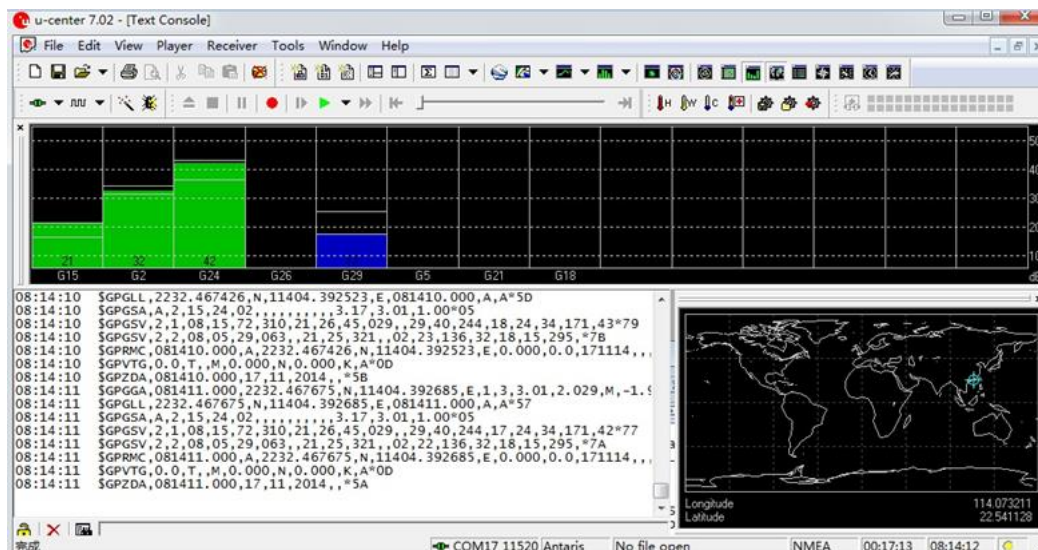 u-center 7.02 - [Text Console]
File Edit View Player Receiver Tools Window Help
50
40
30
20
10
21 32 42
G15 G2 G24 G26 G29 G5 G21 G18
08:14:10 $GPGLL,2232.467426,N,11404.392523,E,081410.000,A,A*5D
08:14:10 $GPGSA,A,2,15,24,02,,,,,,,,,,3.17,3.01,1.00*05
08:14:10 $GPGSV,2,1,08,15,72,310,21,26,45,029,,29,40,244,18,24,34,171,43*79
08:14:10 $GPGSV,2,2,08,05,29,063,,21,25,321,,02,23,136,32,18,15,295,*7B
08:14:10 $GPRMC,081410.000,A,2232.467426,N,11404.392523,E,0.000,0.0,171114,,,
08:14:10 $GPVTG,0.0,T,,M,0.000,N,0.000,K,A*0D
08:14:10 $GPZDA,081410.000,17,11,2014,,*5B
08:14:11 $GPGGA,081411.000,2232.467675,N,11404.392685,E,1,3,3.01,2.029,M,-1.9
08:14:11 $GPGLL,2232.467675,N,11404.392685,E,081411.000,A,A*57
08:14:11 $GPGSA,A,2,15,24,02,,,,,,,,,,3.17,3.01,1.00*05
08:14:11 $GPGSV,2,1,08,15,72,310,21,26,45,029,,29,40,244,17,24,34,171,42*77
08:14:11 $GPGSV,2,2,08,05,29,063,,21,25,321,,02,22,136,32,18,15,295,*7A
08:14:11 $GPRMC,081411.000,A,2232.467675,N,11404.392685,E,0.000,0.0,171114,,,
08:14:11 $GPVTG,0.0,T,,M,0.000,N,0.000,K,A*0D
08:14:11 $GPZDA,081411.000,17,11,2014,,*5A
Longitude 114.073211
Latitude 22.541128
完成 COM17 11520 Antaris No file open NMEA 00:17:13 08:14:12